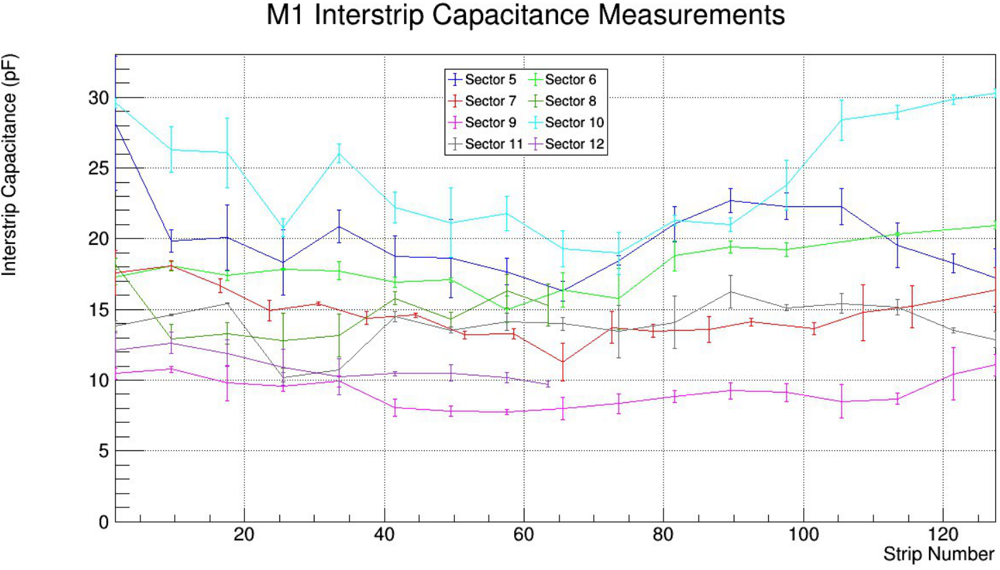 M1 Interstrip Capacitance Measurements
Interstrip Capacitance (pF)
30
25
20
15
10
5
0
Sector 5 Sector 6
Sector 7 Sector 8
Sector 9 Sector 10
Sector 11 Sector 12
20 40 60 80 100 120
Strip Number